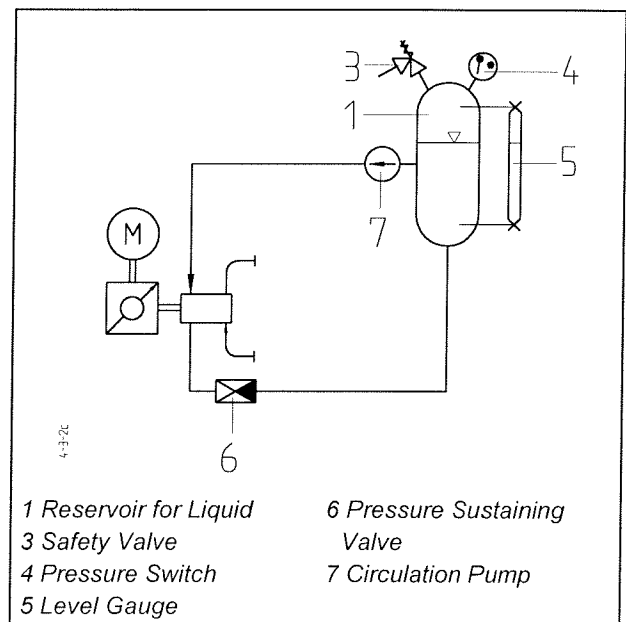 3
4
1
5
7
M
6
4-3-2c
1 Reservoir for Liquid
3 Safety Valve
4 Pressure Switch
5 Level Gauge
6 Pressure Sustaining
Valve
7 Circulation Pump